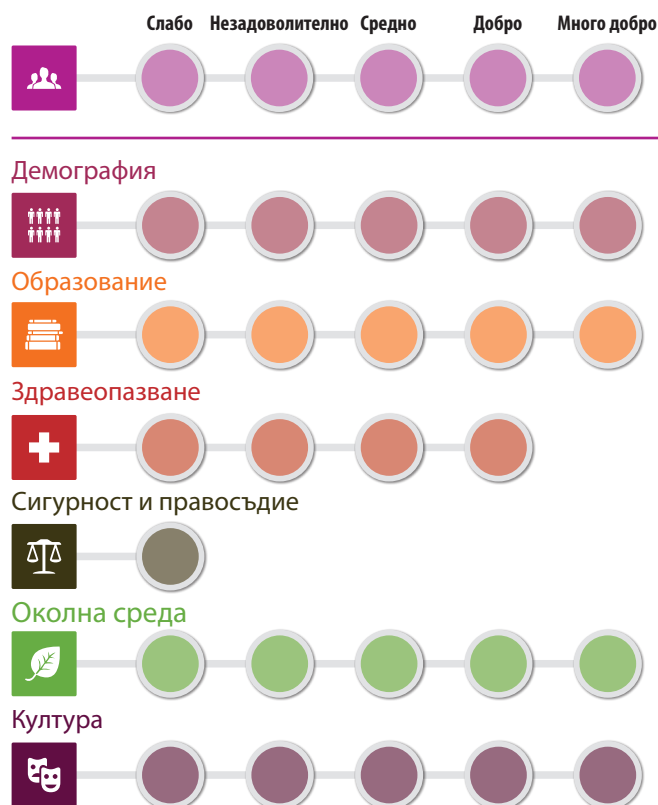 Слабо Незадоволително Средно Добро Много добро
Демография
Образование
Здравеопазване
Сигурност и правосъдие
Околна среда
Култура